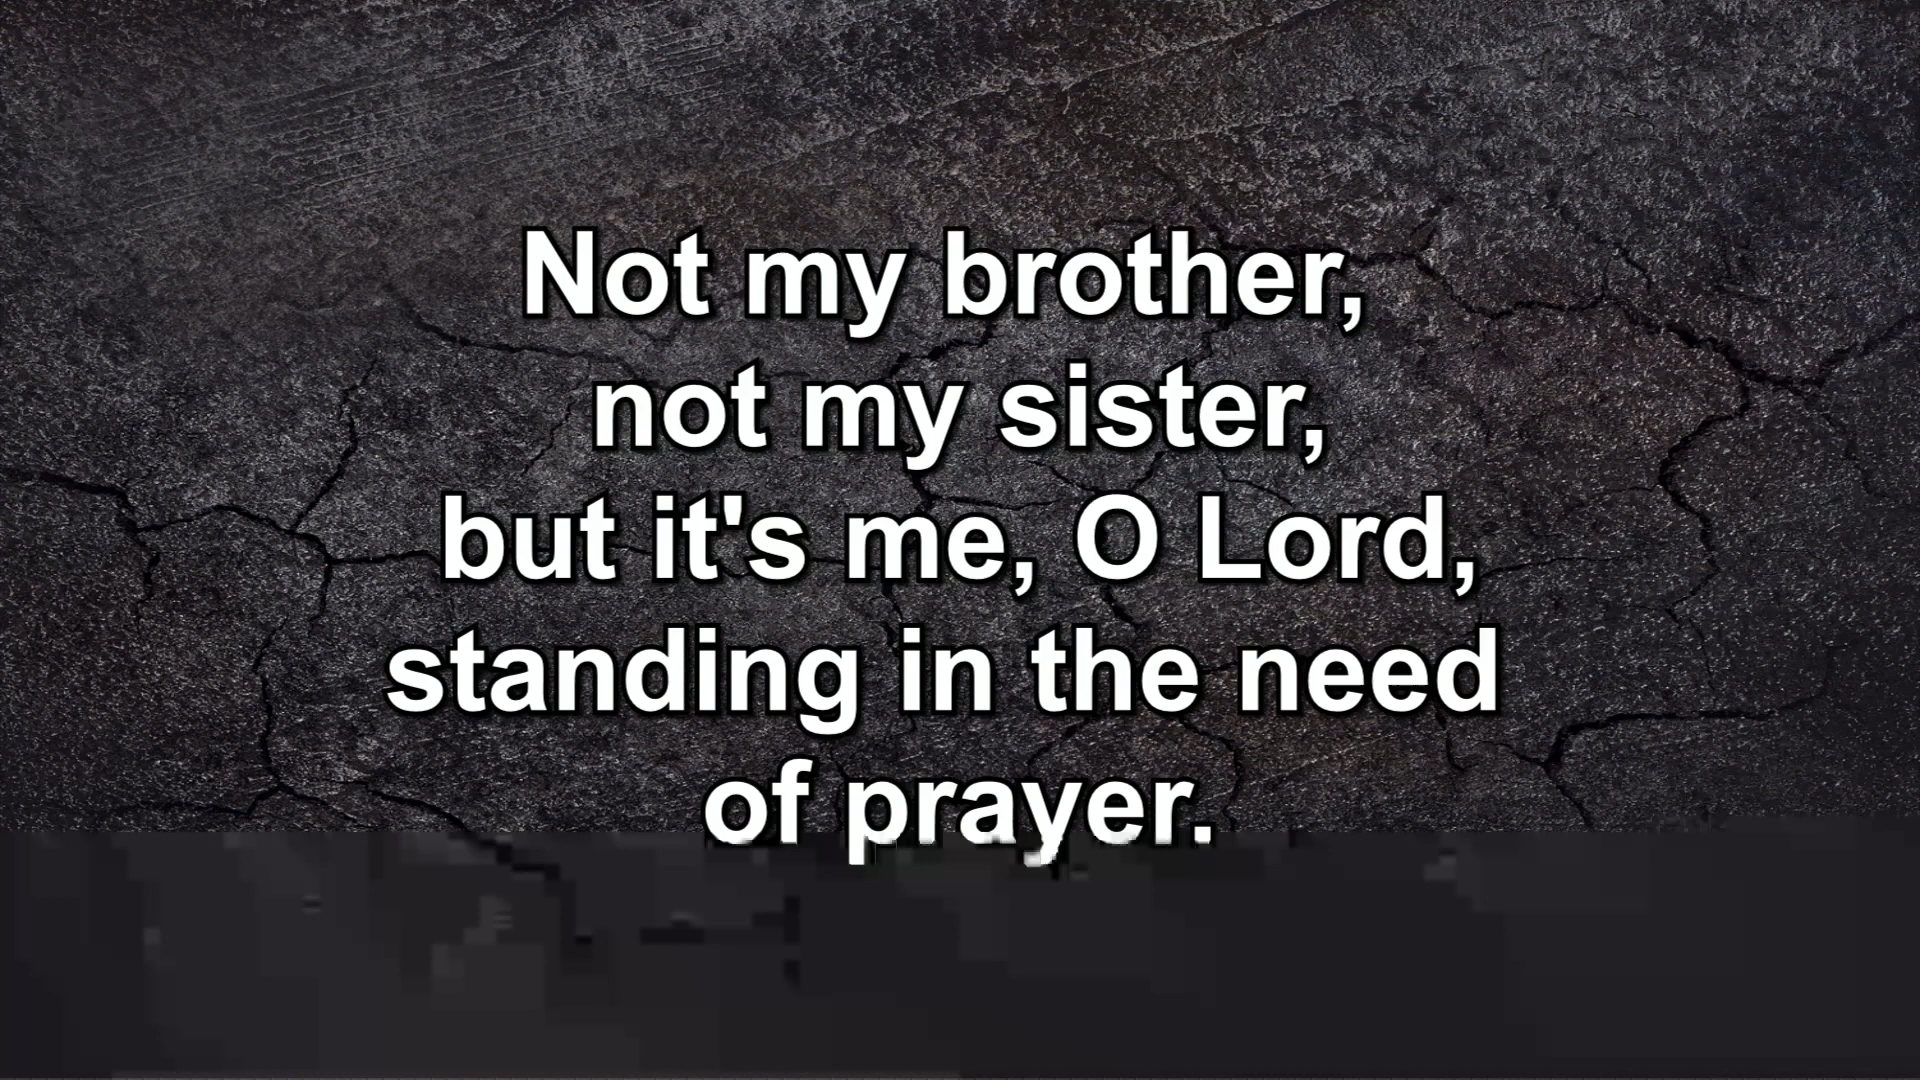 Not my brother,
not my sister,
but it's me, O Lord,
standing in the need
of prayer.